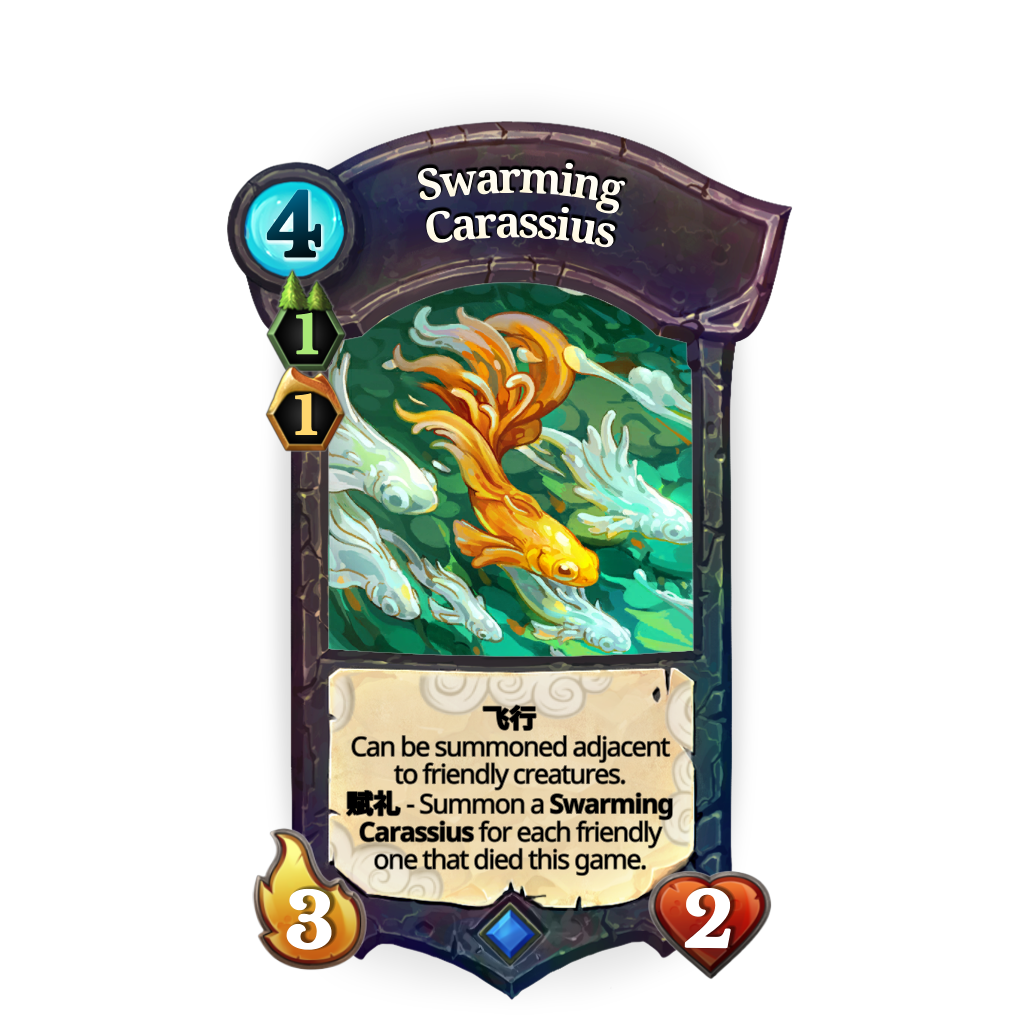 Swarming
Carassius
4
1
1
飞行
Can be summoned adjacent
to friendly creatures.
赋礼 - Summon a Swarming
Carassius for each friendly
one that died this game.
3
2